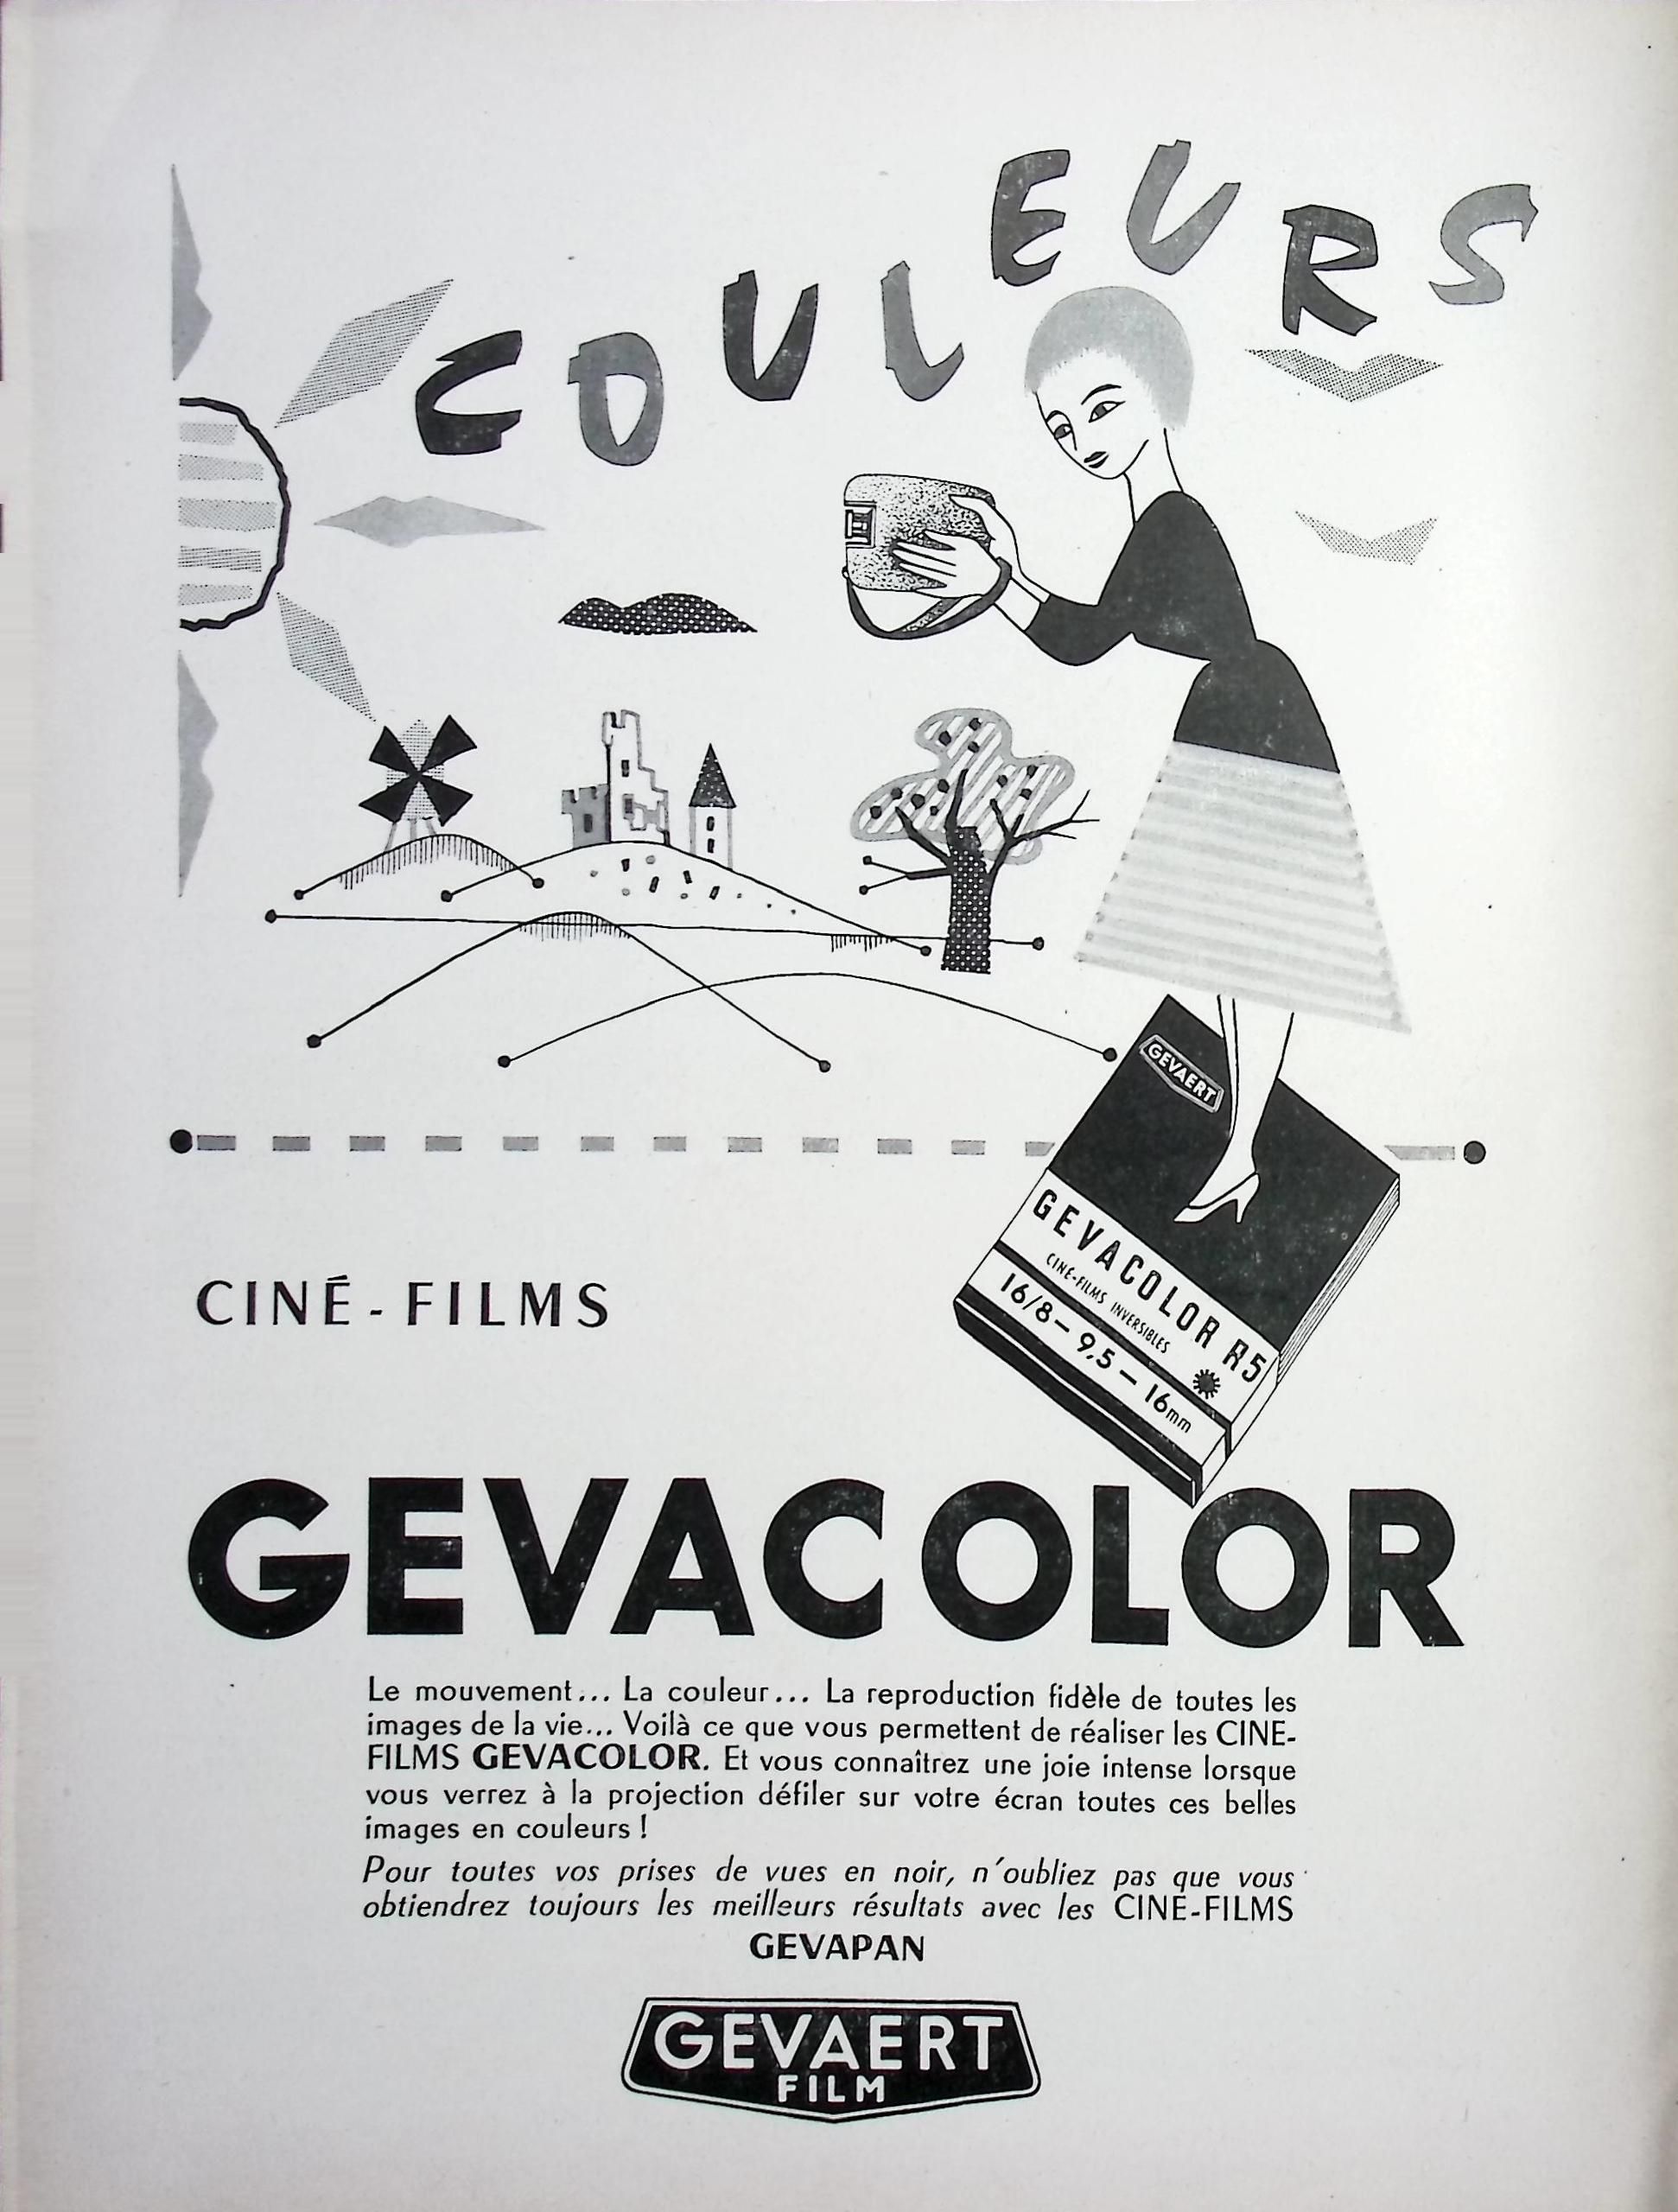 COULEURS
GEVAERT
GEVACOLOR R5
CINÉ-FILMS INVERSIBLES
16/8 — 9,5 — 16mm
CINÉ-FILMS
GEVACOLOR
Le mouvement... La couleur... La reproduction fidèle de toutes les
images de la vie... Voilà ce que vous permettent de réaliser les CINE-
FILMS GEVACOLOR. Et vous connaîtrez une joie intense lorsque
vous verrez à la projection défiler sur votre écran toutes ces belles
images en couleurs !
Pour toutes vos prises de vues en noir, n'oubliez pas que vous
obtiendrez toujours les meilleurs résultats avec les CINE-FILMS
GEVAPAN
GEVAERT
FILM